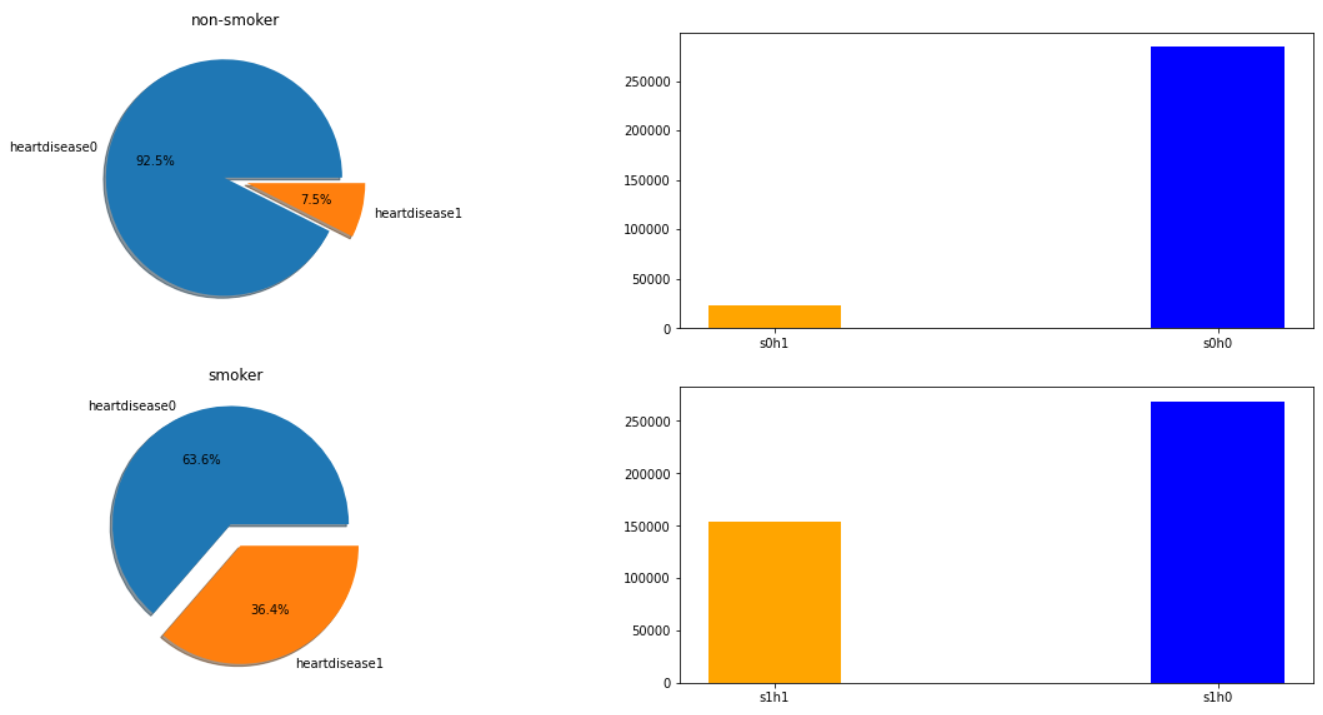 non-smoker
heartdisease0
92.5%
7.5%
heartdisease1
250000
200000
150000
100000
50000
0
s0h1 s0h0
smoker
heartdisease0
63.6%
36.4%
heartdisease1
250000
200000
150000
100000
50000
0
s1h1 s1h0